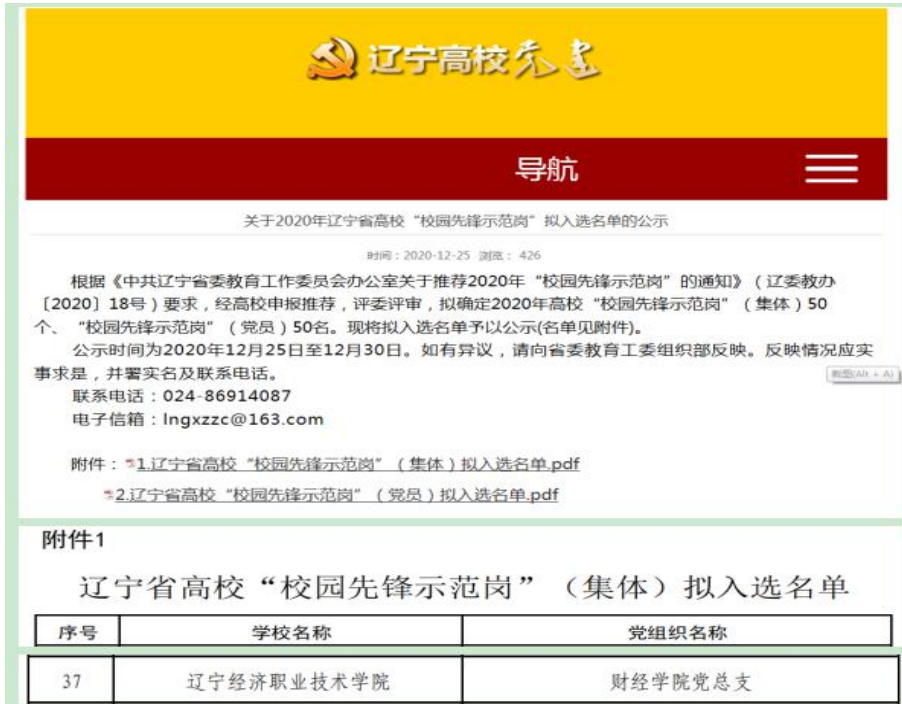 辽宁高校党建
导航
关于2020年辽宁省高校“校园先锋示范岗”拟入选名单的公示
时间：2020-12-25 浏览： 426
根据《中共辽宁省委教育工作委员会办公室关于推荐2020年“校园先锋示范岗”的通知》（辽委教办
〔2020〕18号）要求，经高校申报推荐，评委评审，拟确定2020年高校“校园先锋示范岗”（集体）50
个、“校园先锋示范岗”（党员）50名。现将拟入选名单予以公示(名单见附件)。
公示时间为2020年12月25日至12月30日。如有异议，请向省委教育工委组织部反映。反映情况应实
事求是，并署实名及联系电话。
截图(Alt + A)
联系电话：024-86914087
电子信箱：lngxzzc@163.com
附件：1.辽宁省高校“校园先锋示范岗”（集体）拟入选名单.pdf
2.辽宁省高校“校园先锋示范岗”（党员）拟入选名单.pdf
附件1
辽宁省高校“校园先锋示范岗”（集体）拟入选名单
序号 学校名称 党组织名称
37 辽宁经济职业技术学院 财经学院党总支